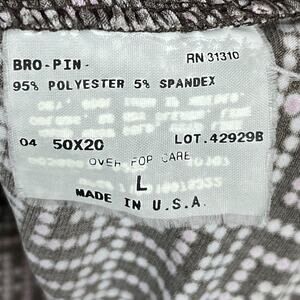 BRO-PIN-
RN 31310
95% POLYESTER 5% SPANDEX
04 50X20 LOT.42929B
OVER FOR CARE
L
MADE IN U.S.A.